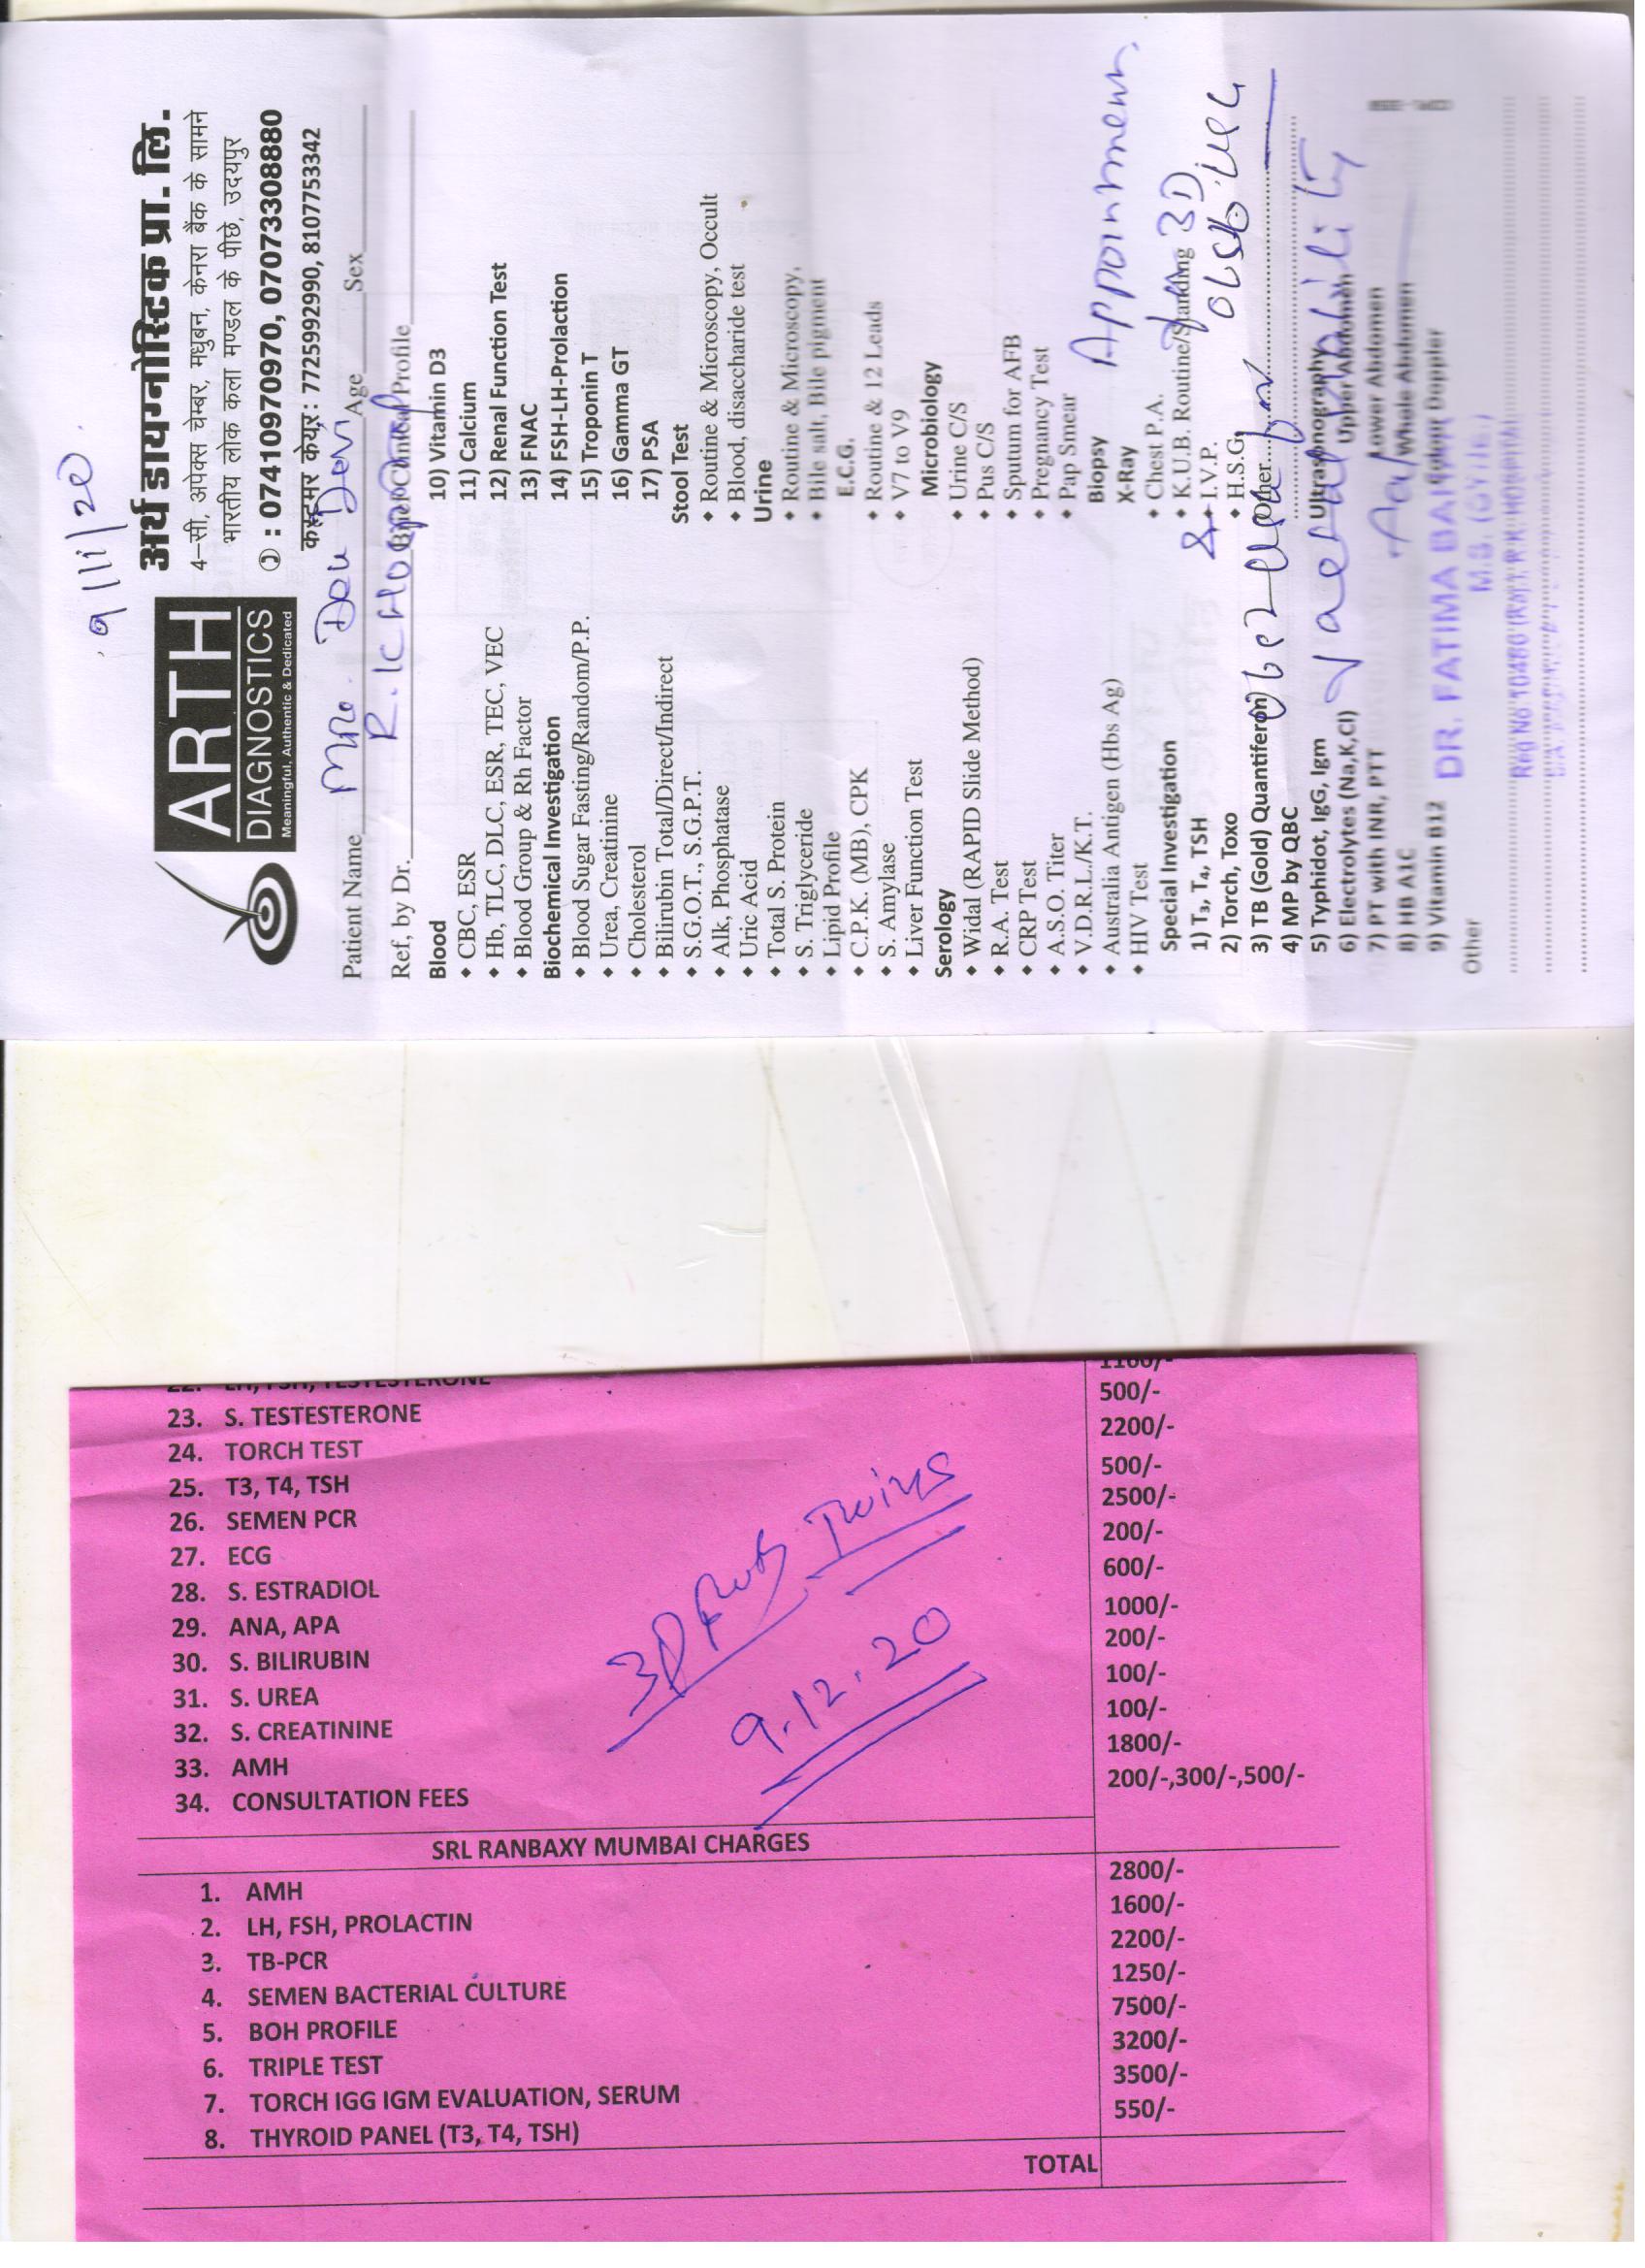 9/11/20
ARTH
DIAGNOSTICS
Meaningful, Authentic & Dedicated
अर्थ डायग्नोस्टिक प्रा. लि.
4–सी, अपेक्स चेम्बर, मधुबन, केनरा बैंक के सामने
भारतीय लोक कला मण्डल के पीछे, उदयपुर
: 07410970970, 07073308880
कस्टमर केयर : 7725992990, 8107753342
Patient Name Mrs. Deu Devi Age Sex
Ref, by Dr. R.K Hospital Brief Clinical Profile
Blood
• CBC, ESR
• Hb, TLC, DLC, ESR, TEC, VEC
• Blood Group & Rh Factor
Biochemical Investigation
• Blood Sugar Fasting/Random/P.P.
• Urea, Creatinine
• Cholesterol
• Bilirubin Total/Direct/Indirect
• S.G.O.T., S.G.P.T.
• Alk, Phosphatase
• Uric Acid
• Total S. Protein
• S. Triglyceride
• Lipid Profile
• C.P.K. (MB), CPK
• S. Amylase
• Liver Function Test
Serology
• Widal (RAPID Slide Method)
• R.A. Test
• CRP Test
• A.S.O. Titer
• V.D.R.L./K.T.
• Australia Antigen (Hbs Ag)
• HIV Test
Special Investigation
1) T₃, T₄, TSH
2) Torch, Toxo
3) TB (Gold) Quantiferon
4) MP by QBC
5) Typhidot, IgG, Igm
6) Electrolytes (Na,K,Cl)
7) PT with INR, PTT
8) HB A1C
9) Vitamin B12
Other
10) Vitamin D3
11) Calcium
12) Renal Function Test
13) FNAC
14) FSH-LH-Prolaction
15) Troponin T
16) Gamma GT
17) PSA
Stool Test
• Routine & Microscopy, Occult
• Blood, disaccharide test
Urine
• Routine & Microscopy,
• Bile salt, Bile pigment
E.C.G.
• Routine & 12 Leads
• V7 to V9
Microbiology
• Urine C/S
• Pus C/S
• Sputum for AFB
• Pregnancy Test
• Pap Smear
Biopsy
X-Ray
• Chest P.A.
• K.U.B. Routine/Standing
• I.V.P.
• H.S.G.
Other
Ultrasonography
Upper Abdomen
Lower Abdomen
Whole Abdomen
Colour Doppler
Appointment
3D
DR. FATIMA BANU
M.S. (GYNE.)
22. LH, FSH, TESTESTERONE 1100/-
23. S. TESTESTERONE 500/-
24. TORCH TEST 2200/-
25. T3, T4, TSH 500/-
26. SEMEN PCR 2500/-
27. ECG 200/-
28. S. ESTRADIOL 600/-
29. ANA, APA 1000/-
30. S. BILIRUBIN 200/-
31. S. UREA 100/-
32. S. CREATININE 100/-
33. AMH 1800/-
34. CONSULTATION FEES 200/-,300/-,500/-
Twins
9.12.20
SRL RANBAXY MUMBAI CHARGES
1. AMH 2800/-
2. LH, FSH, PROLACTIN 1600/-
3. TB-PCR 2200/-
4. SEMEN BACTERIAL CULTURE 1250/-
5. BOH PROFILE 7500/-
6. TRIPLE TEST 3200/-
7. TORCH IGG IGM EVALUATION, SERUM 3500/-
8. THYROID PANEL (T3, T4, TSH) 550/-
TOTAL